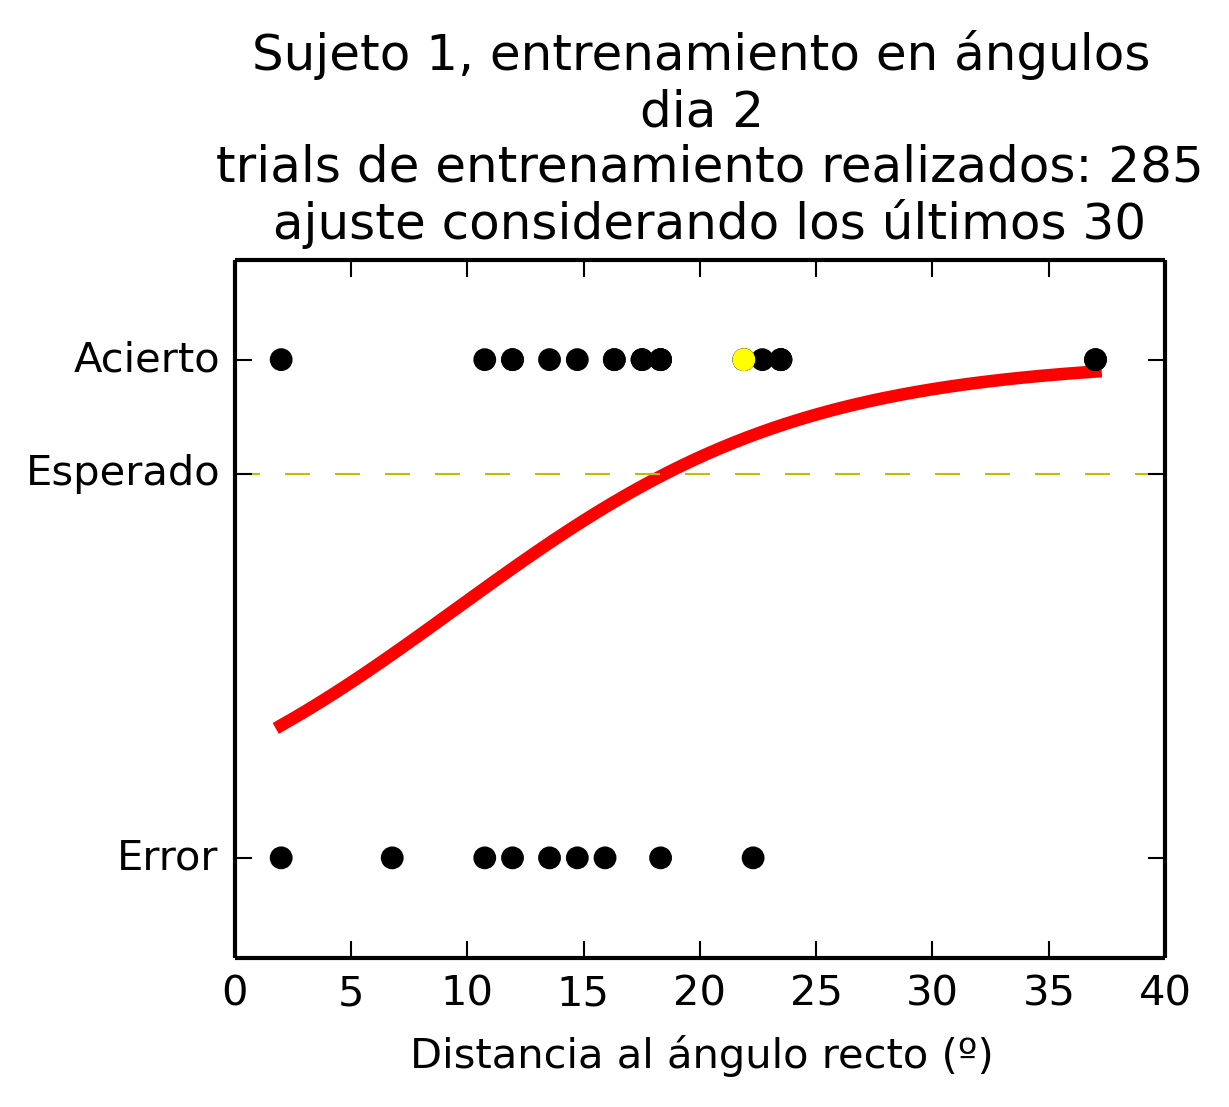 Sujeto 1, entrenamiento en ángulos
dia 2
trials de entrenamiento realizados: 285
ajuste considerando los últimos 30
Acierto
Esperado
Error
0 5 10 15 20 25 30 35 40
Distancia al ángulo recto (º)